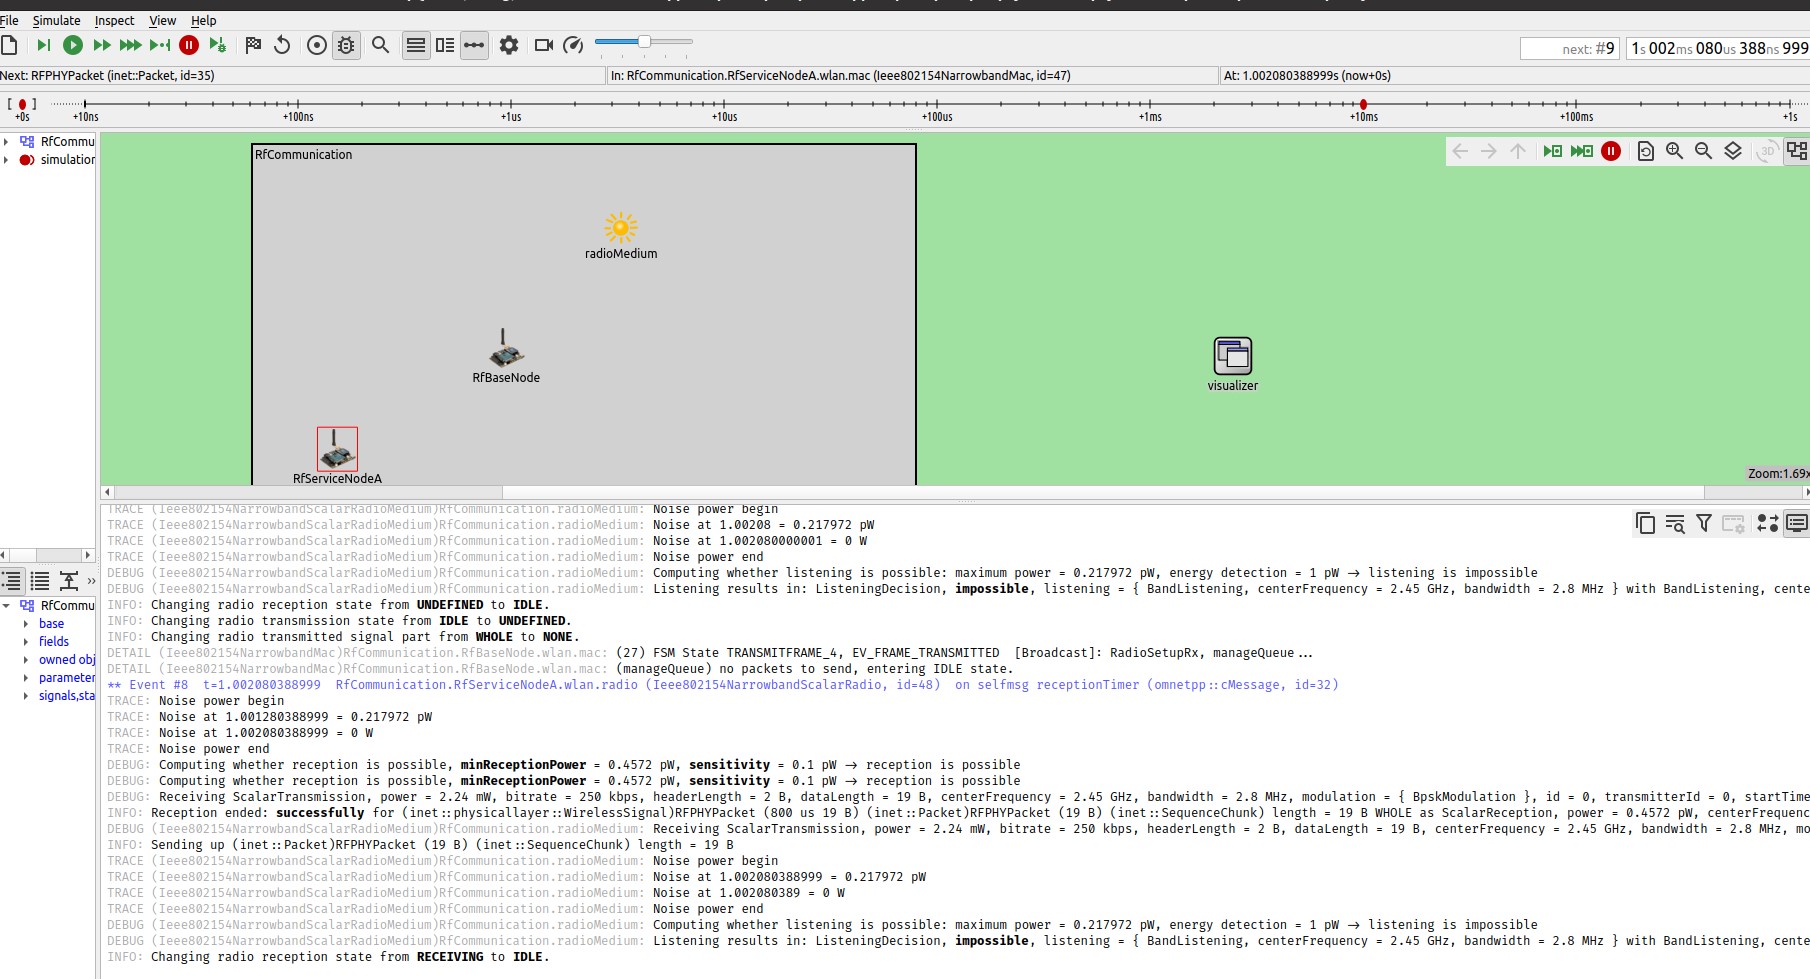 File Simulate Inspect View Help
next: #9 1s 002ms 080us 388ns 999
Next: RFPHYPacket (inet::Packet, id=35) In: RfCommunication.RfServiceNodeA.wlan.mac (Ieee802154NarrowbandMac, id=47) At: 1.002080388999s (now+0s)
[ ]
+0s +10ns +100ns +1us +10us +100us +1ms +10ms +100ms +1s
RfCommu
simulation
RfCommunication
3D
radioMedium
RfBaseNode
visualizer
RfServiceNodeA
Zoom:1.69x
»
RfCommu
base
fields
owned obj
parameter
signals,sta
TRACE (Ieee802154NarrowbandScalarRadioMedium)RfCommunication.radioMedium: Noise power begin
TRACE (Ieee802154NarrowbandScalarRadioMedium)RfCommunication.radioMedium: Noise at 1.00208 = 0.217972 pW
TRACE (Ieee802154NarrowbandScalarRadioMedium)RfCommunication.radioMedium: Noise at 1.002080000001 = 0 W
TRACE (Ieee802154NarrowbandScalarRadioMedium)RfCommunication.radioMedium: Noise power end
DEBUG (Ieee802154NarrowbandScalarRadioMedium)RfCommunication.radioMedium: Computing whether listening is possible: maximum power = 0.217972 pW, energy detection = 1 pW → listening is impossible
DEBUG (Ieee802154NarrowbandScalarRadioMedium)RfCommunication.radioMedium: Listening results in: ListeningDecision, impossible, listening = { BandListening, centerFrequency = 2.45 GHz, bandwidth = 2.8 MHz } with BandListening, cente
INFO: Changing radio reception state from UNDEFINED to IDLE.
INFO: Changing radio transmission state from IDLE to UNDEFINED.
INFO: Changing radio transmitted signal part from WHOLE to NONE.
DETAIL (Ieee802154NarrowbandMac)RfCommunication.RfBaseNode.wlan.mac: (27) FSM State TRANSMITFRAME_4, EV_FRAME_TRANSMITTED [Broadcast]: RadioSetupRx, manageQueue...
DETAIL (Ieee802154NarrowbandMac)RfCommunication.RfBaseNode.wlan.mac: (manageQueue) no packets to send, entering IDLE state.
** Event #8 t=1.002080388999 RfCommunication.RfServiceNodeA.wlan.radio (Ieee802154NarrowbandScalarRadio, id=48) on selfmsg receptionTimer (omnetpp::cMessage, id=32)
TRACE: Noise power begin
TRACE: Noise at 1.001280388999 = 0.217972 pW
TRACE: Noise at 1.002080388999 = 0 W
TRACE: Noise power end
DEBUG: Computing whether reception is possible, minReceptionPower = 0.4572 pW, sensitivity = 0.1 pW → reception is possible
DEBUG: Computing whether reception is possible, minReceptionPower = 0.4572 pW, sensitivity = 0.1 pW → reception is possible
DEBUG: Receiving ScalarTransmission, power = 2.24 mW, bitrate = 250 kbps, headerLength = 2 B, dataLength = 19 B, centerFrequency = 2.45 GHz, bandwidth = 2.8 MHz, modulation = { BpskModulation }, id = 0, transmitterId = 0, startTime
INFO: Reception ended: successfully for (inet::physicallayer::WirelessSignal)RFPHYPacket (800 us 19 B) (inet::Packet)RFPHYPacket (19 B) (inet::SequenceChunk) length = 19 B WHOLE as ScalarReception, power = 0.4572 pW, centerFrequenc
DEBUG (Ieee802154NarrowbandScalarRadioMedium)RfCommunication.radioMedium: Receiving ScalarTransmission, power = 2.24 mW, bitrate = 250 kbps, headerLength = 2 B, dataLength = 19 B, centerFrequency = 2.45 GHz, bandwidth = 2.8 MHz, mo
INFO: Sending up (inet::Packet)RFPHYPacket (19 B) (inet::SequenceChunk) length = 19 B
TRACE (Ieee802154NarrowbandScalarRadioMedium)RfCommunication.radioMedium: Noise power begin
TRACE (Ieee802154NarrowbandScalarRadioMedium)RfCommunication.radioMedium: Noise at 1.002080388999 = 0.217972 pW
TRACE (Ieee802154NarrowbandScalarRadioMedium)RfCommunication.radioMedium: Noise at 1.002080389 = 0 W
TRACE (Ieee802154NarrowbandScalarRadioMedium)RfCommunication.radioMedium: Noise power end
DEBUG (Ieee802154NarrowbandScalarRadioMedium)RfCommunication.radioMedium: Computing whether listening is possible: maximum power = 0.217972 pW, energy detection = 1 pW → listening is impossible
DEBUG (Ieee802154NarrowbandScalarRadioMedium)RfCommunication.radioMedium: Listening results in: ListeningDecision, impossible, listening = { BandListening, centerFrequency = 2.45 GHz, bandwidth = 2.8 MHz } with BandListening, cente
INFO: Changing radio reception state from RECEIVING to IDLE.